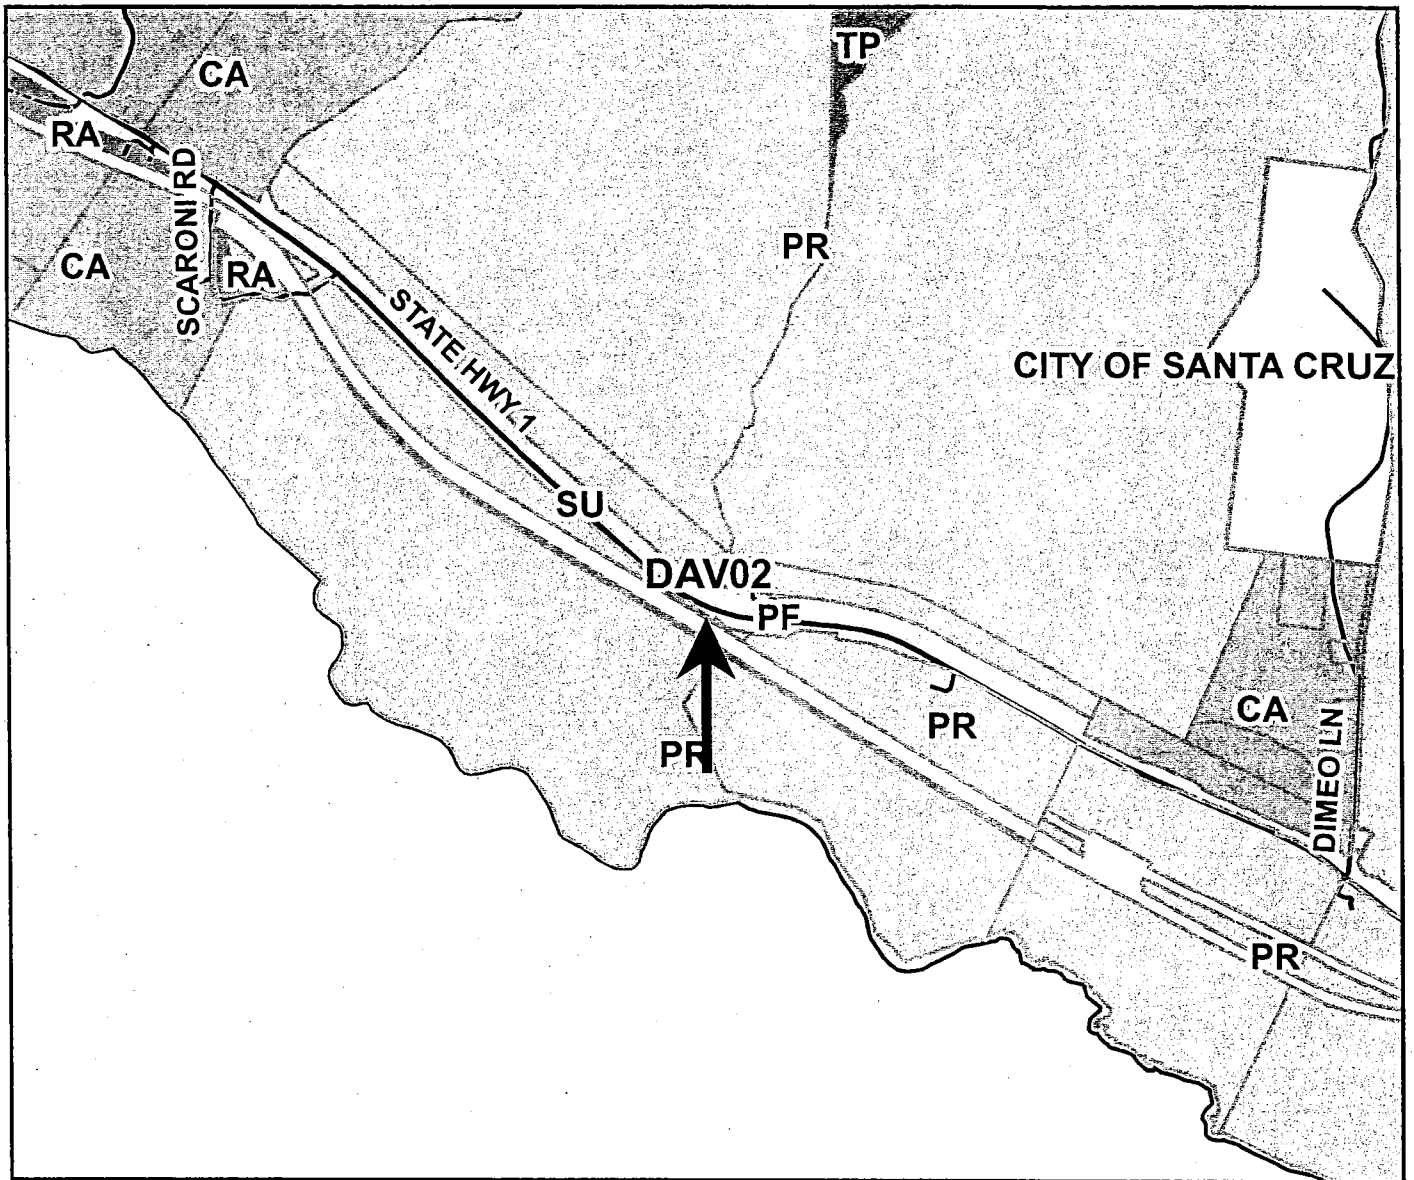 TP
CA
RA
SCARONI RD
PR
CA
RA
STATE HWY 1
CITY OF SANTA CRUZ
SU
DAV02
PF
CA
PR
DIMEO LN
PR
PR